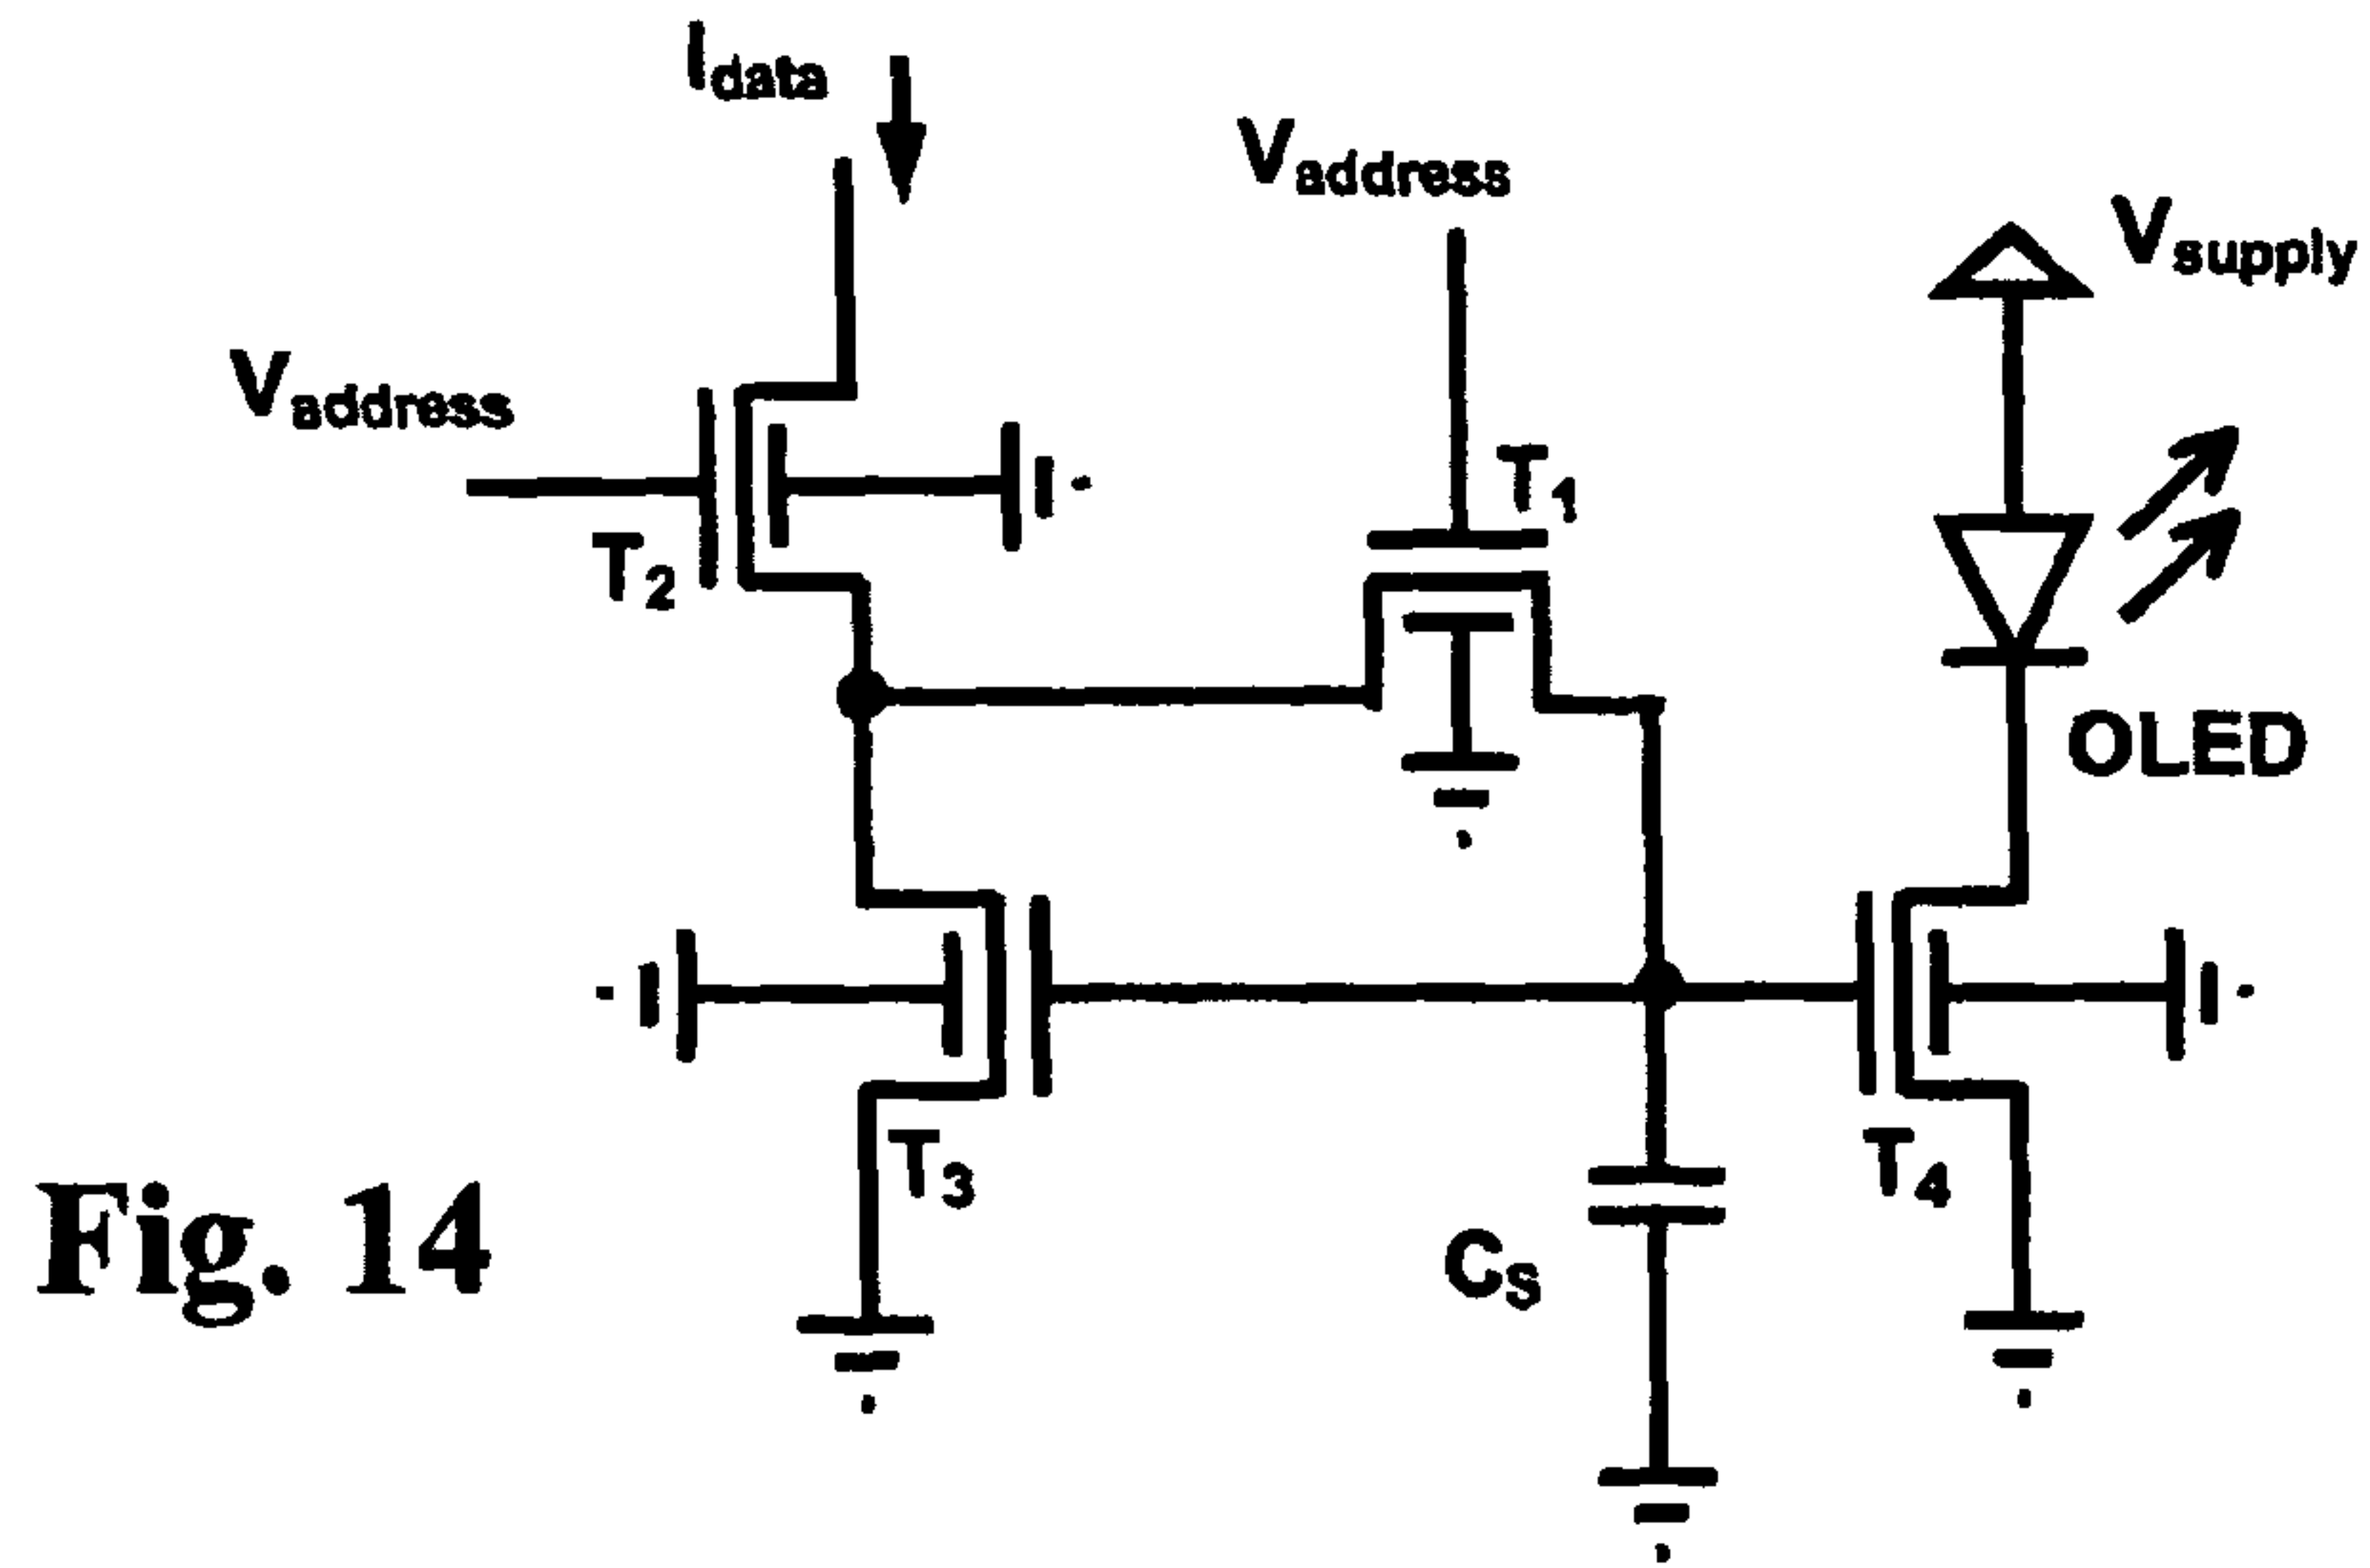 Idata
Vaddress
Vsupply
Vaddress
T1
T2
OLED
T3
T4
Fig. 14
CS